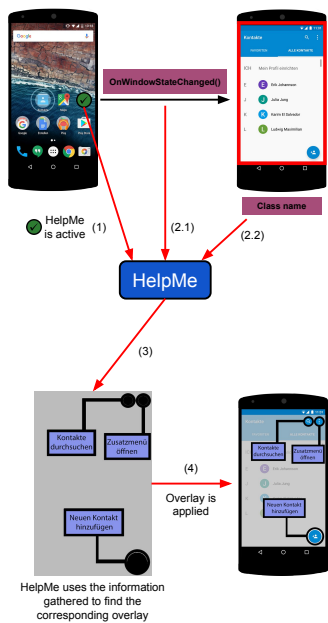 OnWindowStateChanged()
Kontakte
FAVORITEN
ALLE KONTAKTE
ICH
Mein Profil einrichten
E
E
Erik Johannson
J
J
Julia Jung
K
K
Karin El Salvador
L
L
Ludwig Maximilian
Google
HelpMe
is active
(1)
(2.1)
Class name
(2.2)
HelpMe
(3)
Kontakte
durchsuchen
Zusatzmenü
öffnen
Neuen Kontakt
hinzufügen
(4)
Overlay is
applied
Kontakte
durchsuchen
Zusatzmenü
öffnen
Neuen Kontakt
hinzufügen
HelpMe uses the information
gathered to find the
corresponding overlay